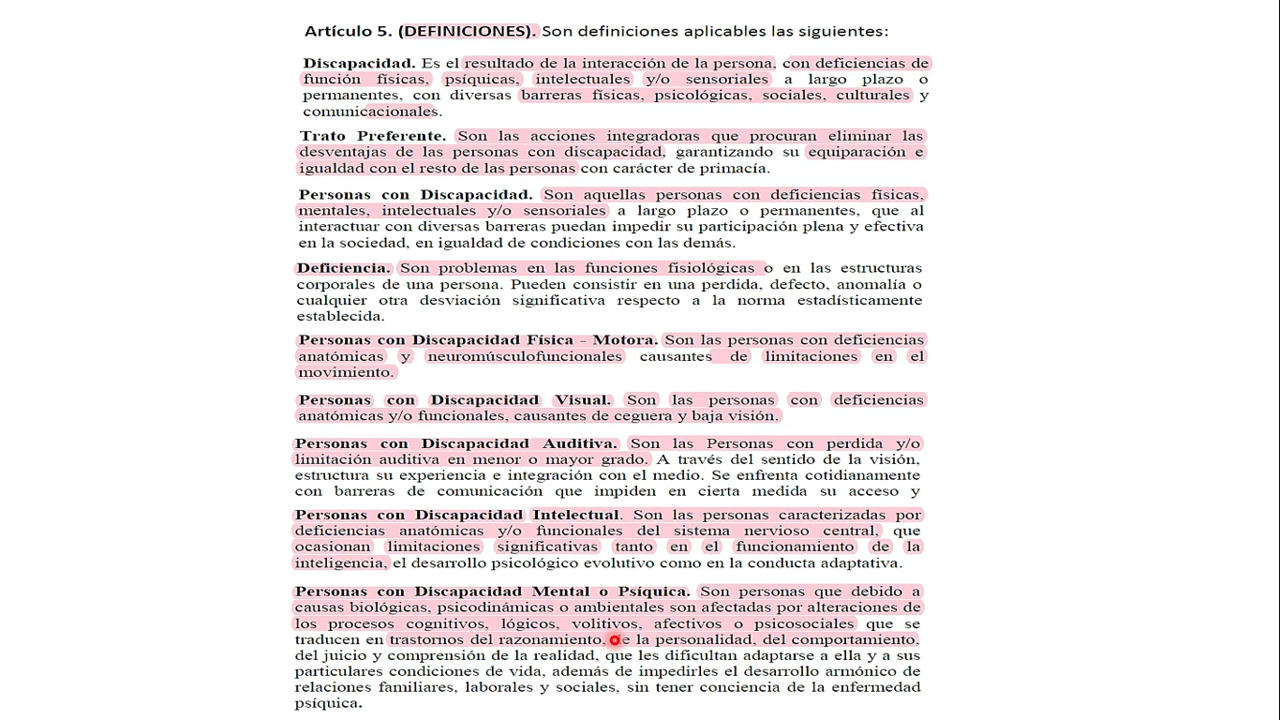 Artículo 5. (DEFINICIONES). Son definiciones aplicables las siguientes:
Discapacidad. Es el resultado de la interacción de la persona, con deficiencias de
función físicas, psíquicas, intelectuales y/o sensoriales a largo plazo o
permanentes, con diversas barreras físicas, psicológicas, sociales, culturales y
comunicacionales.
Trato Preferente. Son las acciones integradoras que procuran eliminar las
desventajas de las personas con discapacidad, garantizando su equiparación e
igualdad con el resto de las personas con carácter de primacía.
Personas con Discapacidad. Son aquellas personas con deficiencias físicas,
mentales, intelectuales y/o sensoriales a largo plazo o permanentes, que al
interactuar con diversas barreras puedan impedir su participación plena y efectiva
en la sociedad, en igualdad de condiciones con las demás.
Deficiencia. Son problemas en las funciones fisiológicas o en las estructuras
corporales de una persona. Pueden consistir en una perdida, defecto, anomalía o
cualquier otra desviación significativa respecto a la norma estadísticamente
establecida.
Personas con Discapacidad Física - Motora. Son las personas con deficiencias
anatómicas y neuromúsculofuncionales causantes de limitaciones en el
movimiento.
Personas con Discapacidad Visual. Son las personas con deficiencias
anatómicas y/o funcionales, causantes de ceguera y baja visión.
Personas con Discapacidad Auditiva. Son las Personas con perdida y/o
limitación auditiva en menor o mayor grado. A través del sentido de la visión,
estructura su experiencia e integración con el medio. Se enfrenta cotidianamente
con barreras de comunicación que impiden en cierta medida su acceso y
Personas con Discapacidad Intelectual. Son las personas caracterizadas por
deficiencias anatómicas y/o funcionales del sistema nervioso central, que
ocasionan limitaciones significativas tanto en el funcionamiento de la
inteligencia, el desarrollo psicológico evolutivo como en la conducta adaptativa.
Personas con Discapacidad Mental o Psíquica. Son personas que debido a
causas biológicas, psicodinámicas o ambientales son afectadas por alteraciones de
los procesos cognitivos, lógicos, volitivos, afectivos o psicosociales que se
traducen en trastornos del razonamiento, de la personalidad, del comportamiento,
del juicio y comprensión de la realidad, que les dificultan adaptarse a ella y a sus
particulares condiciones de vida, además de impedirles el desarrollo armónico de
relaciones familiares, laborales y sociales, sin tener conciencia de la enfermedad
psíquica.